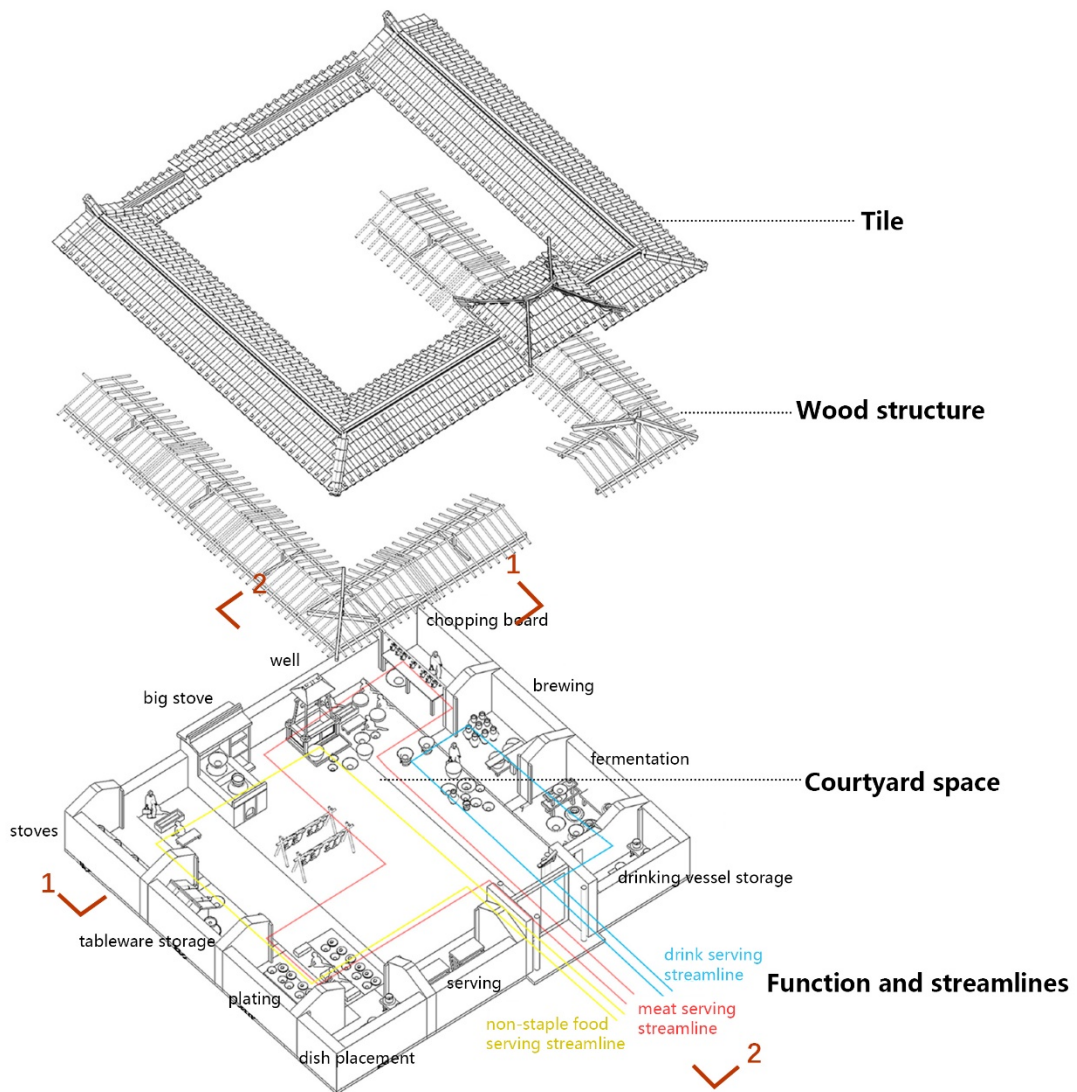 Tile
Wood structure
2
1
chopping board
well
brewing
big stove
fermentation
Courtyard space
stoves
1
drinking vessel storage
tableware storage
drink serving
streamline
Function and streamlines
serving
plating
meat serving
streamline
non-staple food
serving streamline
dish placement
2